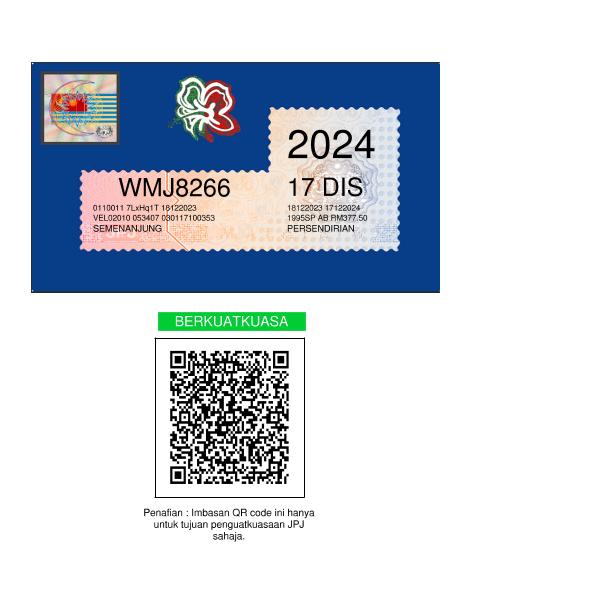 2024
WMJ8266 17 DIS
0110011 7LxHq1T 18122023 18122023 17122024
VEL02010 053407 030117100353 1995SP AB RM377.50
SEMENANJUNG PERSENDIRIAN
BERKUATKUASA
Penafian : Imbasan QR code ini hanya
untuk tujuan penguatkuasaan JPJ
sahaja.